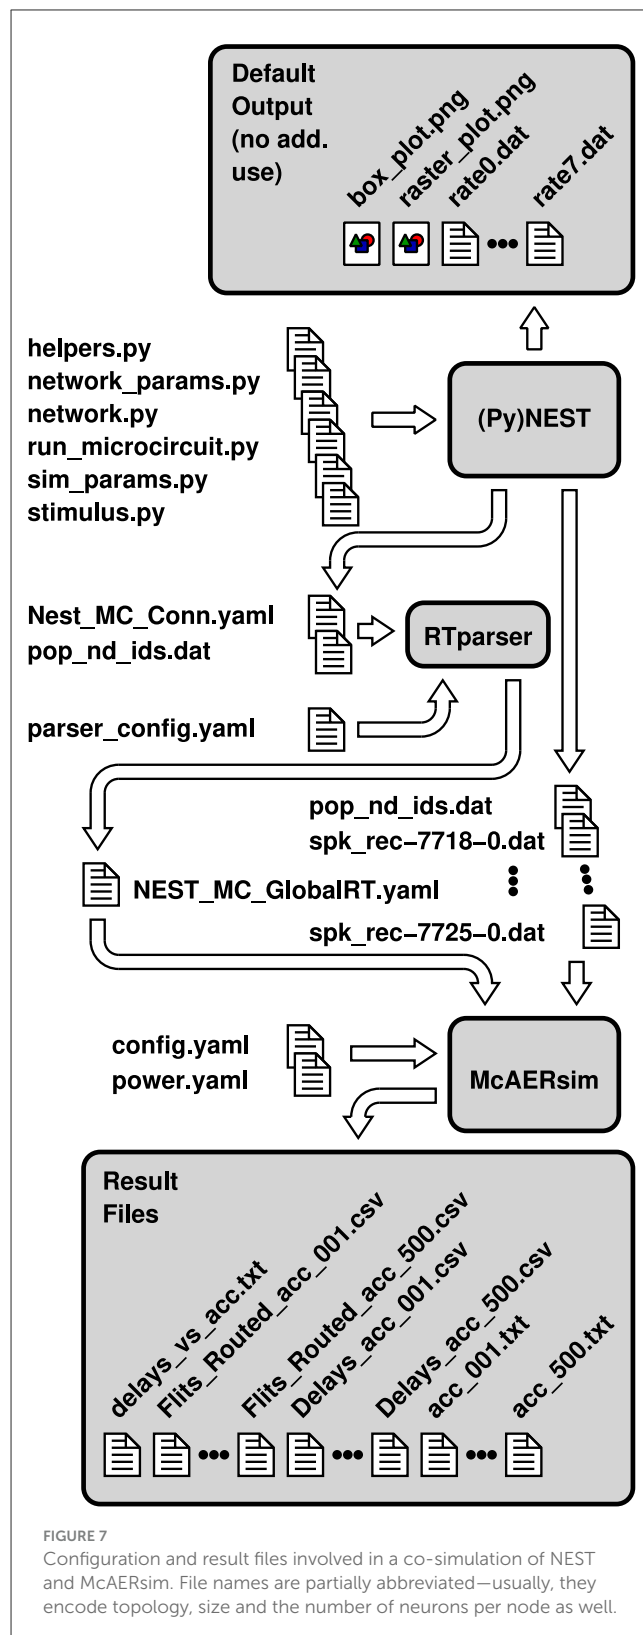 Default
Output
(no add.
use)
box_plot.png
raster_plot.png
rate0.dat
rate7.dat
helpers.py
network_params.py
network.py
run_microcircuit.py
sim_params.py
stimulus.py
(Py)NEST
Nest_MC_Conn.yaml
pop_nd_ids.dat
RTparser
parser_config.yaml
pop_nd_ids.dat
spk_rec−7718−0.dat
NEST_MC_GlobalRT.yaml
spk_rec−7725−0.dat
config.yaml
power.yaml
McAERsim
Result
Files
delays_vs_acc.txt
Flits_Routed_acc_001.csv
Flits_Routed_acc_500.csv
Delays_acc_001.csv
Delays_acc_500.csv
acc_001.txt
acc_500.txt
FIGURE 7
Configuration and result files involved in a co-simulation of NEST
and McAERsim. File names are partially abbreviated—usually, they
encode topology, size and the number of neurons per node as well.